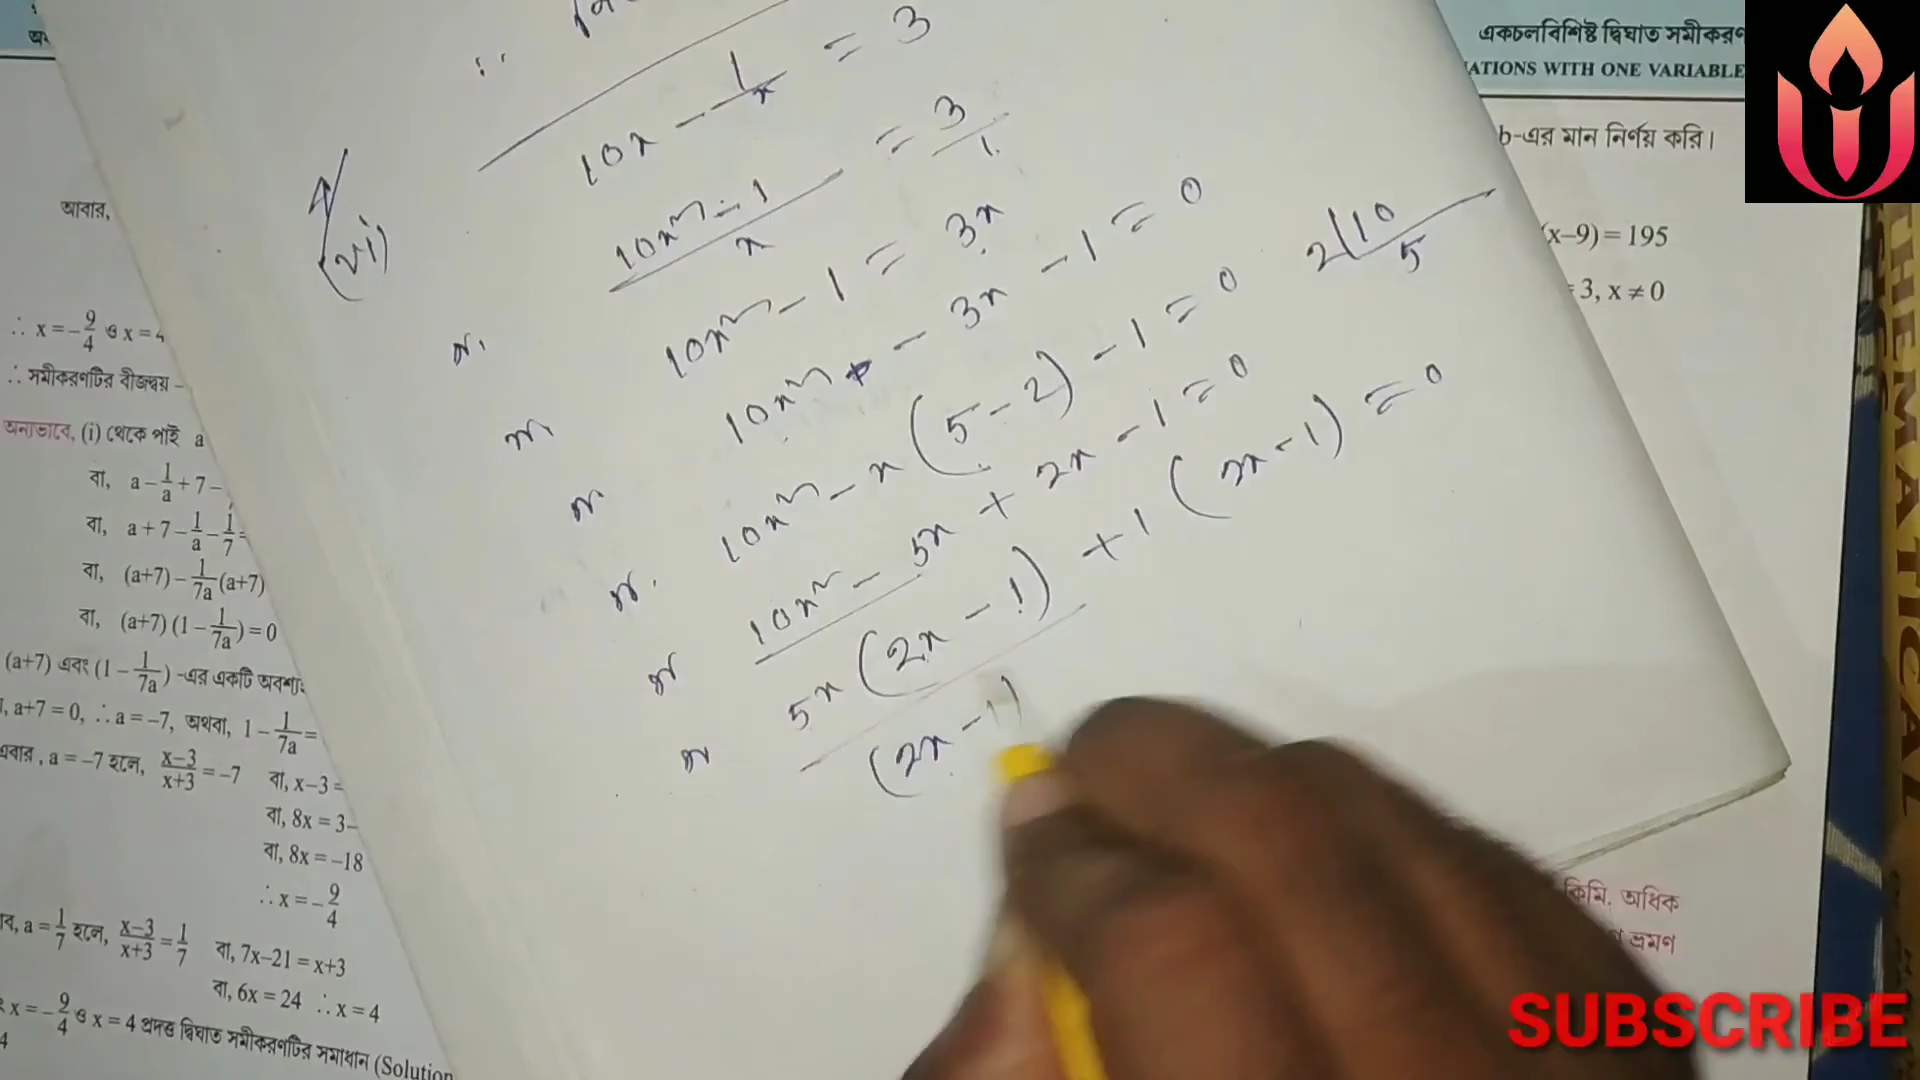 একচলবিশিষ্ট দ্বিঘাত সমীকরণ
ATIONS WITH ONE VARIABLE
b-এর মান নির্ণয় করি।
(x–9) = 195
= 3, x ≠ 0
কিমি. অধিক
ভ্রমণ
THEMATICAL
SUBSCRIBE
আবার,
∴ x = -9/4 ও x = 4
∴ সমীকরণটির বীজদ্বয় –
অন্যভাবে, (i) থেকে পাই a
বা, a - 1/a + 7 –
বা, a + 7 - 1/a - 1/7 =
বা, (a+7) – 1/7a (a+7)
বা, (a+7) (1 – 1/7a) = 0
(a+7) এবং (1 – 1/7a) -এর একটি অবশ্যই
a+7 = 0, ∴ a = –7, অথবা, 1 – 1/7a =
এবার, a = –7 হলে, x–3/x+3 = –7 বা, x–3 =
বা, 8x = 3–
বা, 8x = –18
∴ x = – 9/4
a = 1/7 হলে, x–3/x+3 = 1/7 বা, 7x–21 = x+3
বা, 6x = 24 ∴ x = 4
x = – 9/4 ও x = 4 প্রদত্ত দ্বিঘাত সমীকরণটির সমাধান (Solution
(vi) 10x - 1/x = 3
বা, 10x² - 1/x = 3/1
বা, 10x² - 1 = 3x
বা, 10x² - 3x - 1 = 0
2|10
5
বা, 10x² - x (5 - 2) - 1 = 0
বা, 10x² - 5x + 2x - 1 = 0
বা, 5x (2x - 1) + 1 (2x - 1) = 0
(2x - 1)